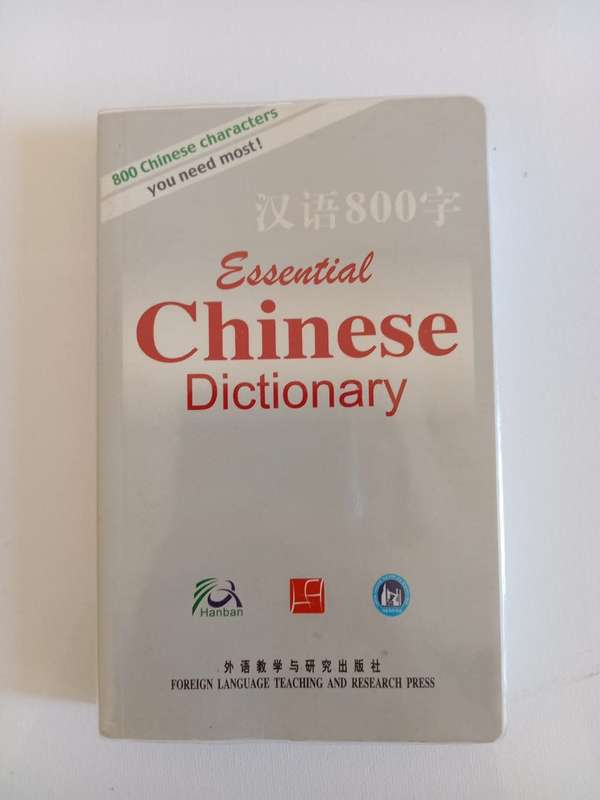 800 Chinese characters
you need most!
汉语800字
Essential
Chinese
Dictionary
Hanban
外语教学与研究出版社
FOREIGN LANGUAGE TEACHING AND RESEARCH PRESS